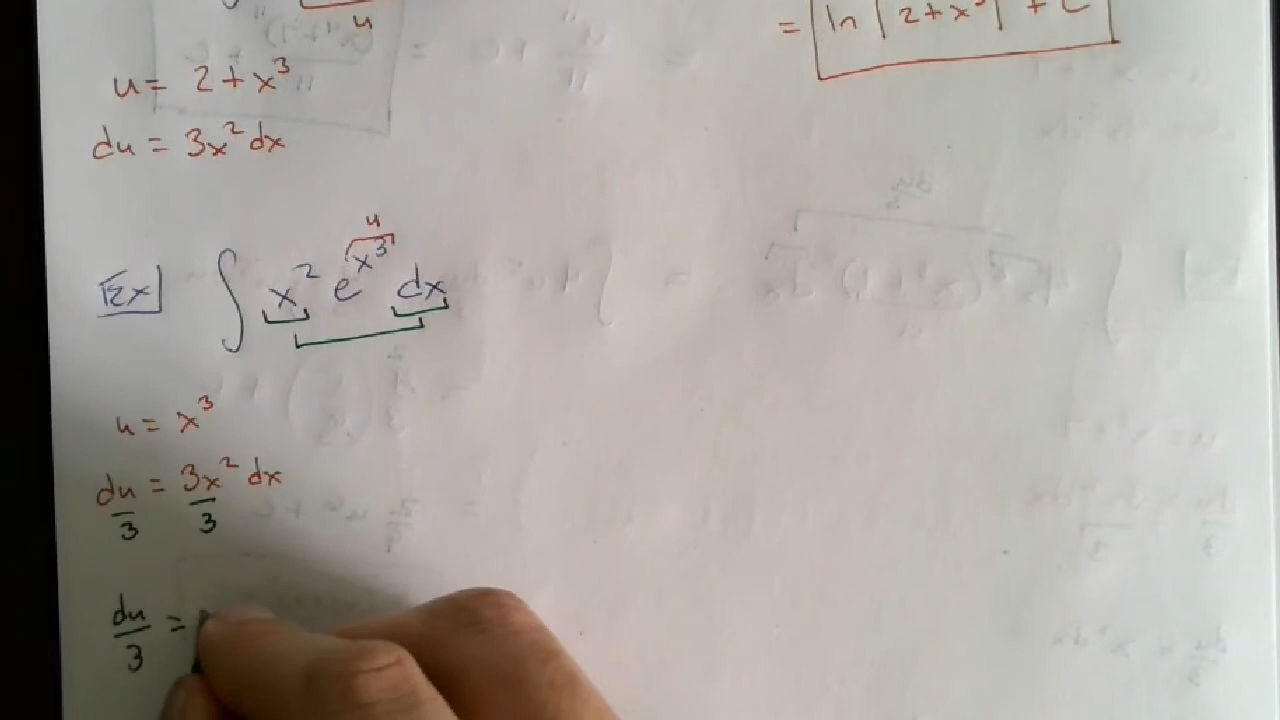 u
= ln | 2+x³ | + C
u = 2 + x³
du = 3x² dx
u
Ex ∫ x² e^x³ dx
u = x³
du = 3x² dx
3 3
du/3 =